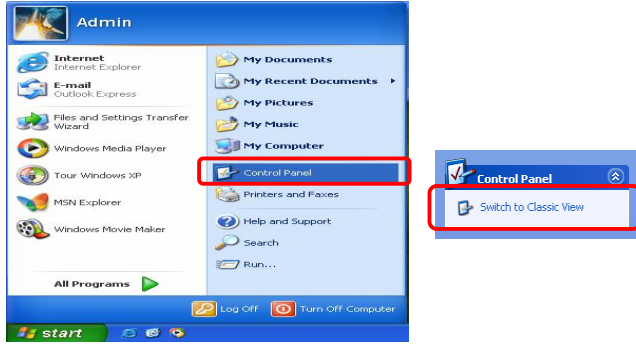 Admin
Internet
Internet Explorer
E-mail
Outlook Express
Files and Settings Transfer
Wizard
Windows Media Player
Tour Windows XP
MSN Explorer
Windows Movie Maker
All Programs
My Documents
My Recent Documents
My Pictures
My Music
My Computer
Control Panel
Printers and Faxes
Help and Support
Search
Run...
Log Off
Turn Off Computer
start
Control Panel
Switch to Classic View